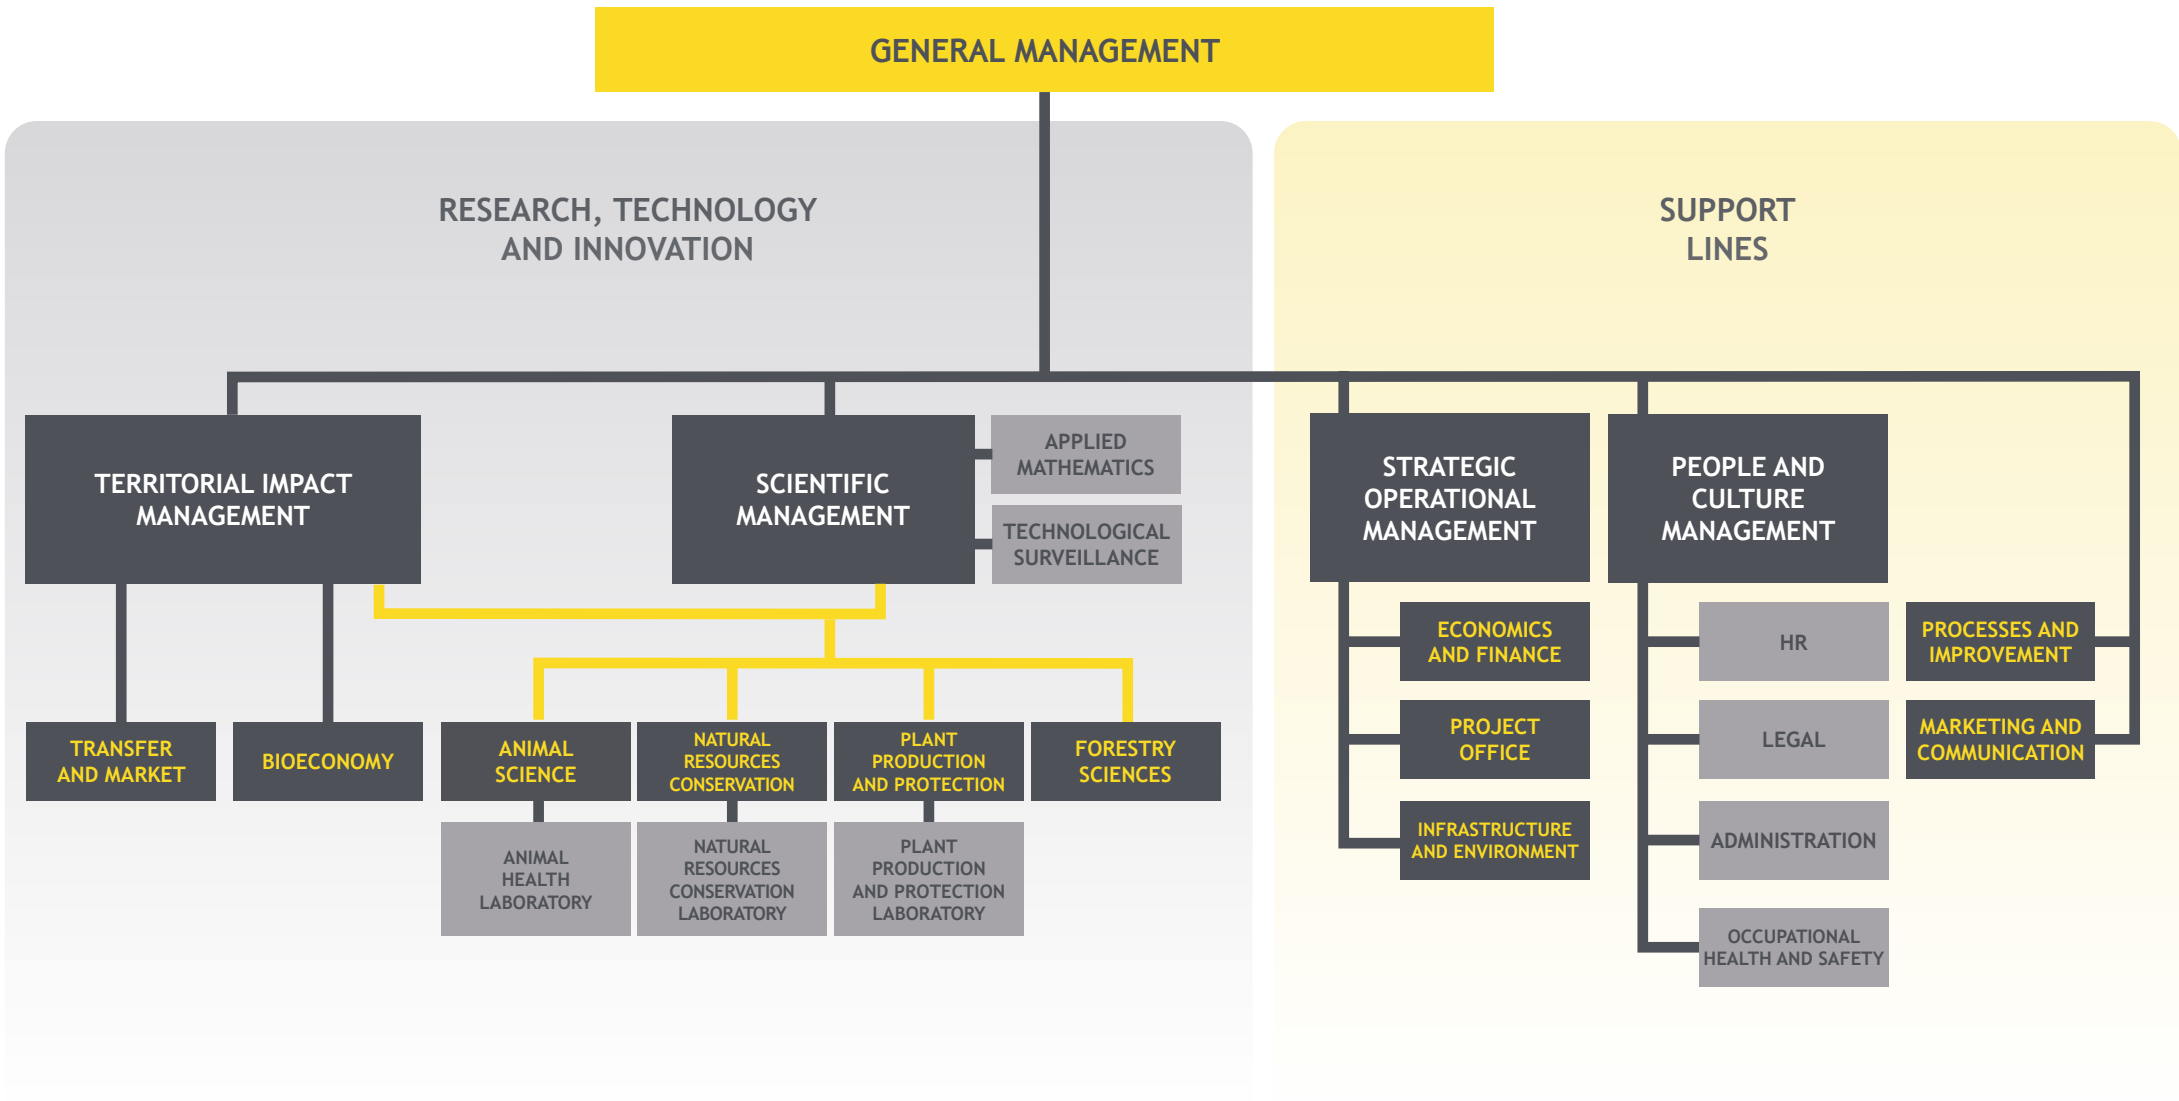 GENERAL MANAGEMENT
RESEARCH, TECHNOLOGY
AND INNOVATION
SUPPORT
LINES
TERRITORIAL IMPACT
MANAGEMENT
SCIENTIFIC
MANAGEMENT
APPLIED
MATHEMATICS
TECHNOLOGICAL
SURVEILLANCE
STRATEGIC
OPERATIONAL
MANAGEMENT
PEOPLE AND
CULTURE
MANAGEMENT
ECONOMICS
AND FINANCE
HR
PROCESSES AND
IMPROVEMENT
PROJECT
OFFICE
LEGAL
MARKETING AND
COMMUNICATION
INFRASTRUCTURE
AND ENVIRONMENT
ADMINISTRATION
OCCUPATIONAL
HEALTH AND SAFETY
TRANSFER
AND MARKET
BIOECONOMY
ANIMAL
SCIENCE
NATURAL
RESOURCES
CONSERVATION
PLANT
PRODUCTION
AND PROTECTION
FORESTRY
SCIENCES
ANIMAL
HEALTH
LABORATORY
NATURAL
RESOURCES
CONSERVATION
LABORATORY
PLANT
PRODUCTION
AND PROTECTION
LABORATORY